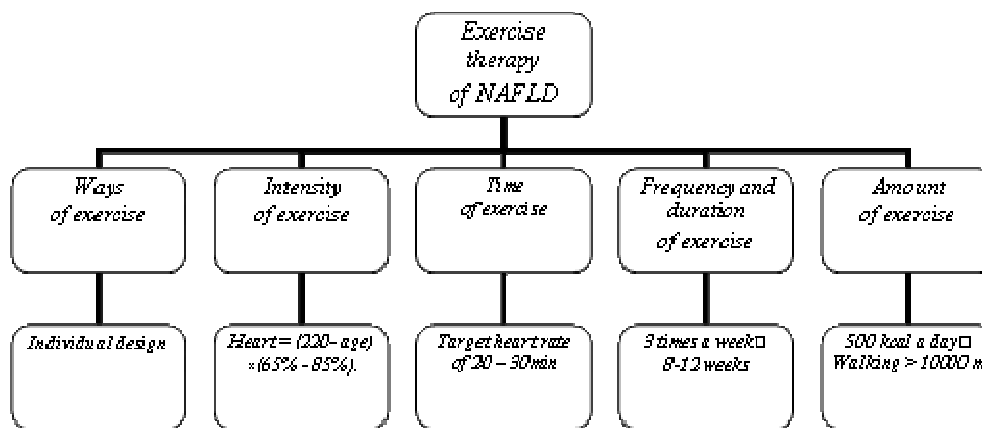 Exercise
therapy
of NAFLD
Ways
of exercise
Intensity
of exercise
Time
of exercise
Frequency and
duration
of exercise
Amount
of exercise
Individual design
Heart = (220- age)
×(65% - 85%).
Target heart rate
of 20 – 30min
3 times a week□
8-12 weeks
500 kcal a day□
Walking > 10000 m